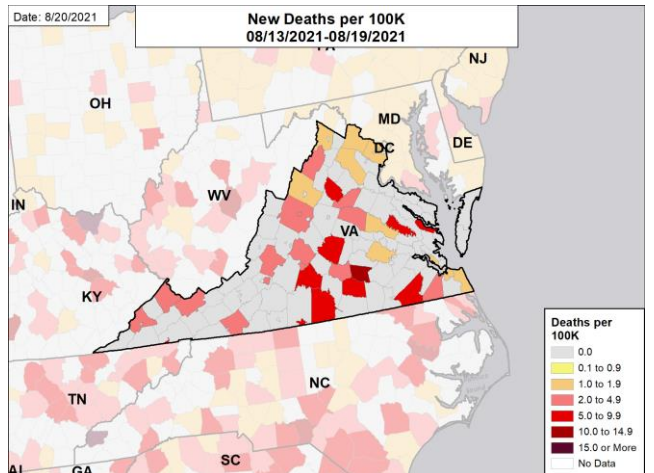 Date: 8/20/2021
New Deaths per 100K
08/13/2021-08/19/2021
PA
NJ
OH
MD
DC
DE
IN
WV
VA
KY
TN
NC
SC
AL
GA
Deaths per
100K
0.0
0.1 to 0.9
1.0 to 1.9
2.0 to 4.9
5.0 to 9.9
10.0 to 14.9
15.0 or More
No Data